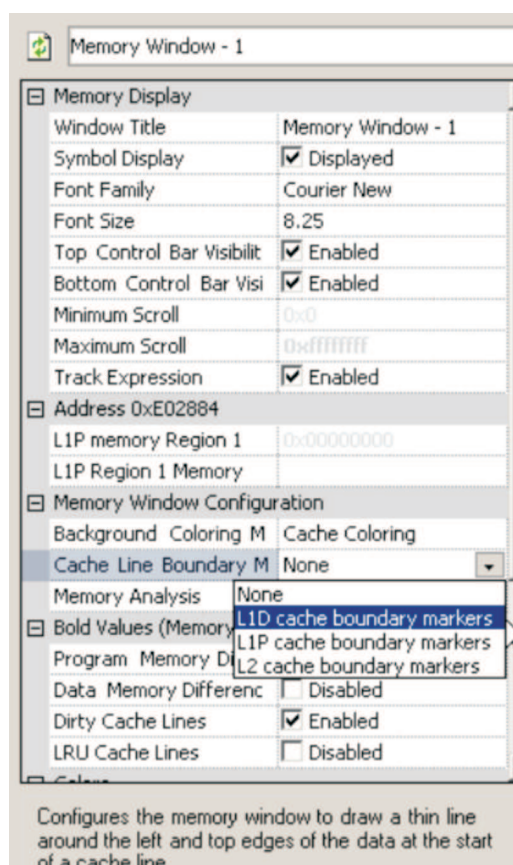 Memory Window - 1
Memory Display
Window Title Memory Window - 1
Symbol Display Displayed
Font Family Courier New
Font Size 8.25
Top Control Bar Visibilit Enabled
Bottom Control Bar Visi Enabled
Minimum Scroll 0x0
Maximum Scroll 0xffffffff
Track Expression Enabled
Address 0xE02884
L1P memory Region 1 0x00000000
L1P Region 1 Memory
Memory Window Configuration
Background Coloring M Cache Coloring
Cache Line Boundary M None
Memory Analysis None
L1D cache boundary markers
Bold Values (Memory
L1P cache boundary markers
Program Memory Di
L2 cache boundary markers
Data Memory Differenc Disabled
Dirty Cache Lines Enabled
LRU Cache Lines Disabled
Colors
Configures the memory window to draw a thin line
around the left and top edges of the data at the start
of a cache line